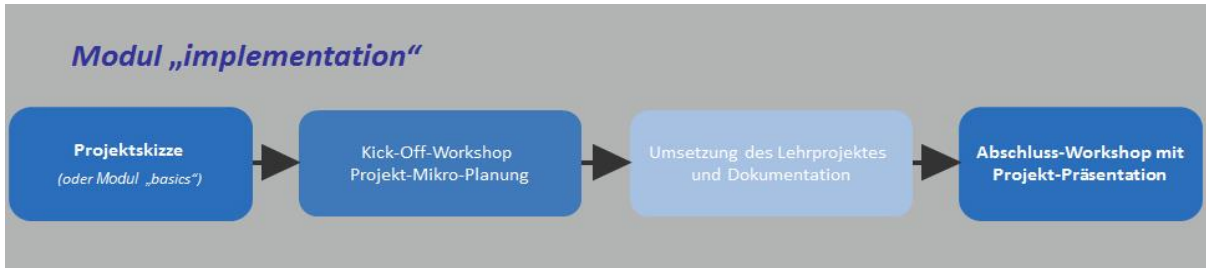 Modul „implementation“
Projektskizze
(oder Modul „basics“)
Kick-Off-Workshop
Projekt-Mikro-Planung
Umsetzung des Lehrprojektes
und Dokumentation
Abschluss-Workshop mit
Projekt-Präsentation